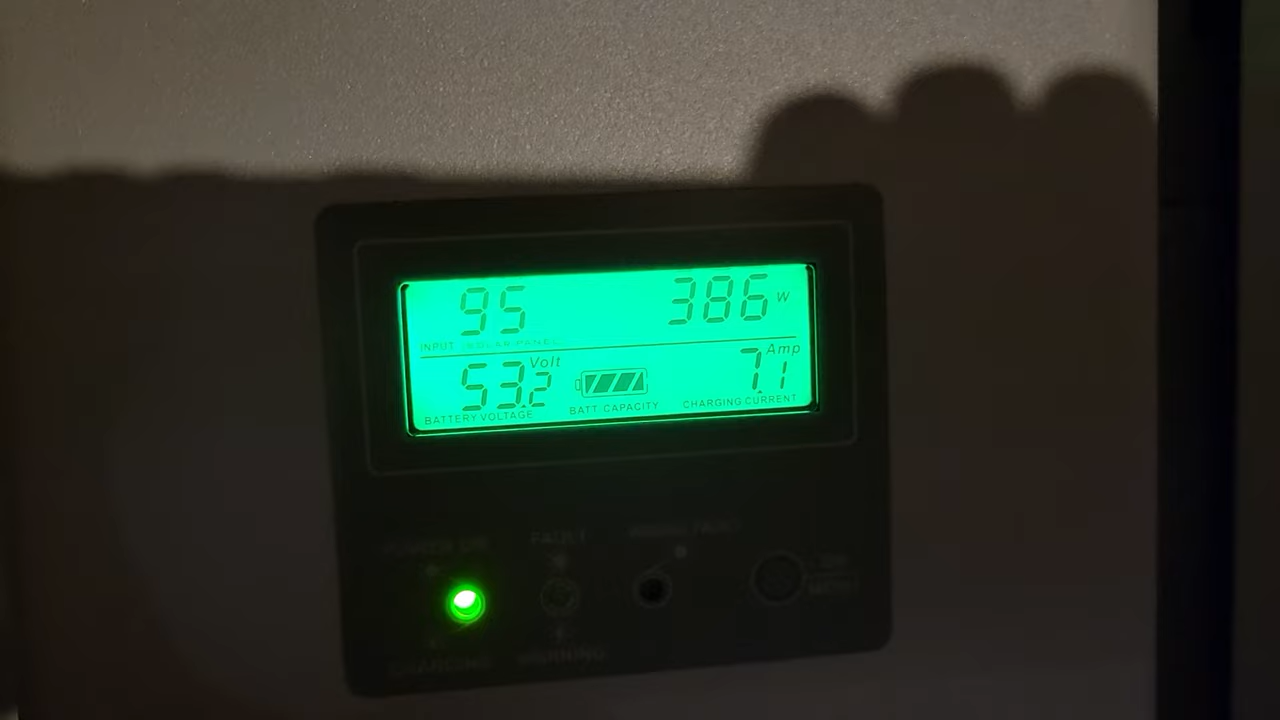 95 386 W
INPUT (SOLAR PANEL)
53.2 Volt 7.1 Amp
BATTERY VOLTAGE BATT. CAPACITY CHARGING CURRENT
FAULT
CHARGING WARNING